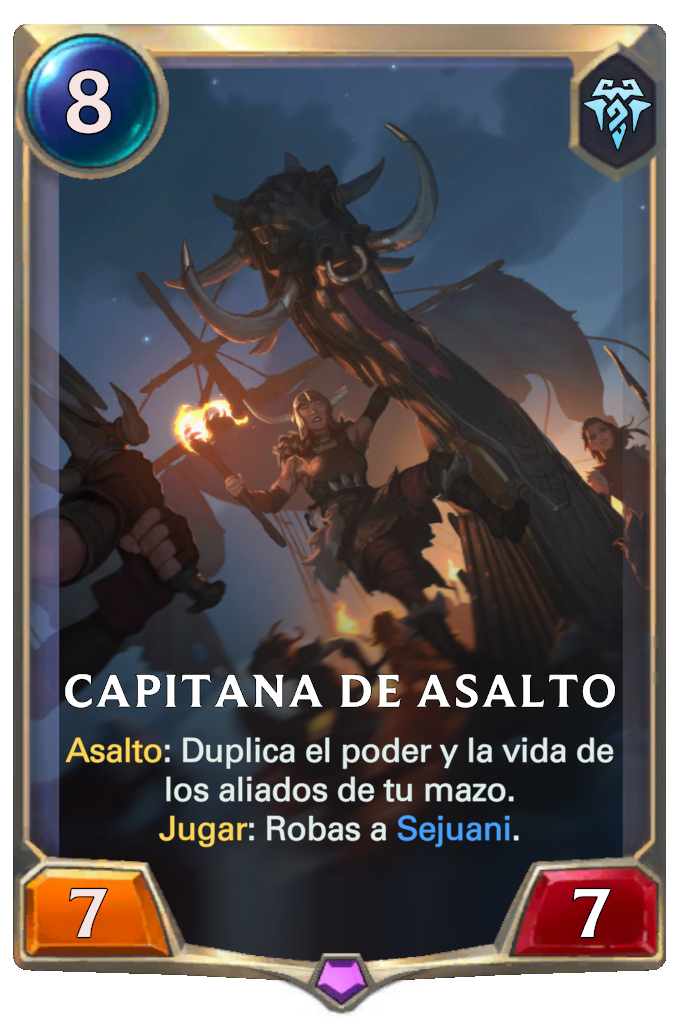 8
CAPITANA DE ASALTO
Asalto: Duplica el poder y la vida de
los aliados de tu mazo.
Jugar: Robas a Sejuani.
7
7